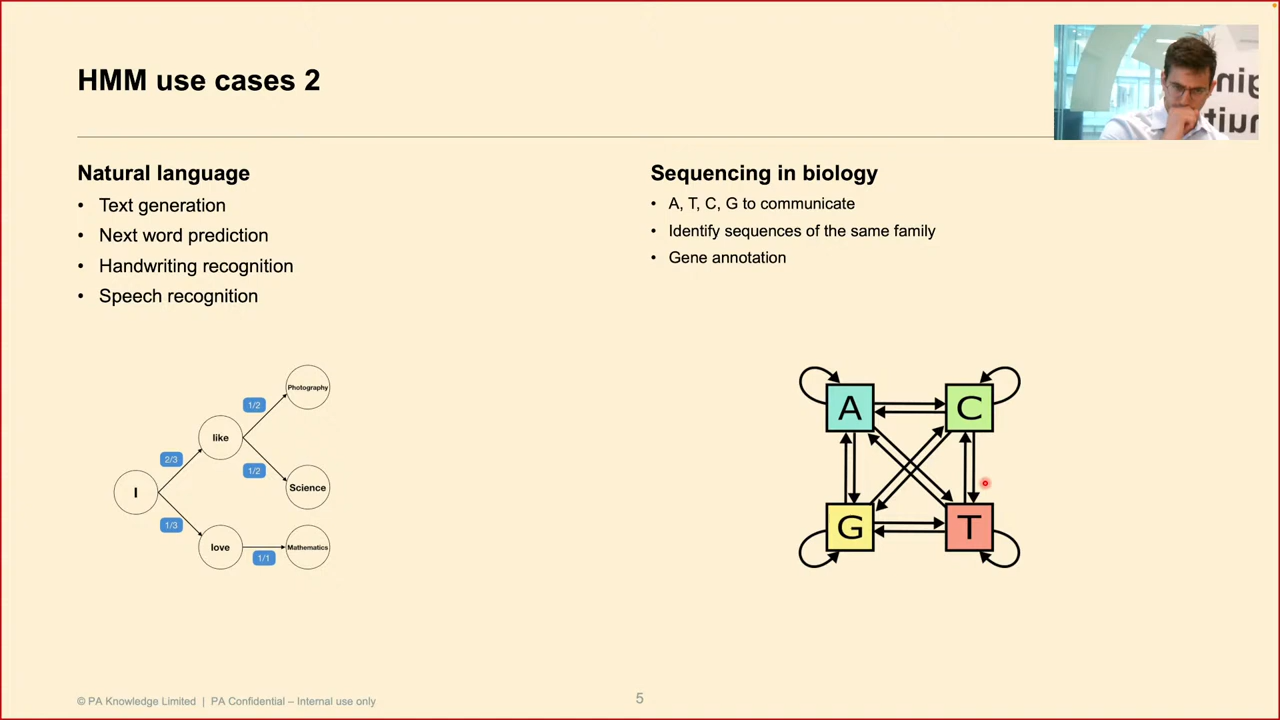 HMM use cases 2
Natural language
• Text generation
• Next word prediction
• Handwriting recognition
• Speech recognition
Sequencing in biology
• A, T, C, G to communicate
• Identify sequences of the same family
• Gene annotation
I
2/3
1/3
like
love
1/2
1/2
1/1
Photography
Science
Mathematics
A
C
G
T
© PA Knowledge Limited | PA Confidential – Internal use only
5